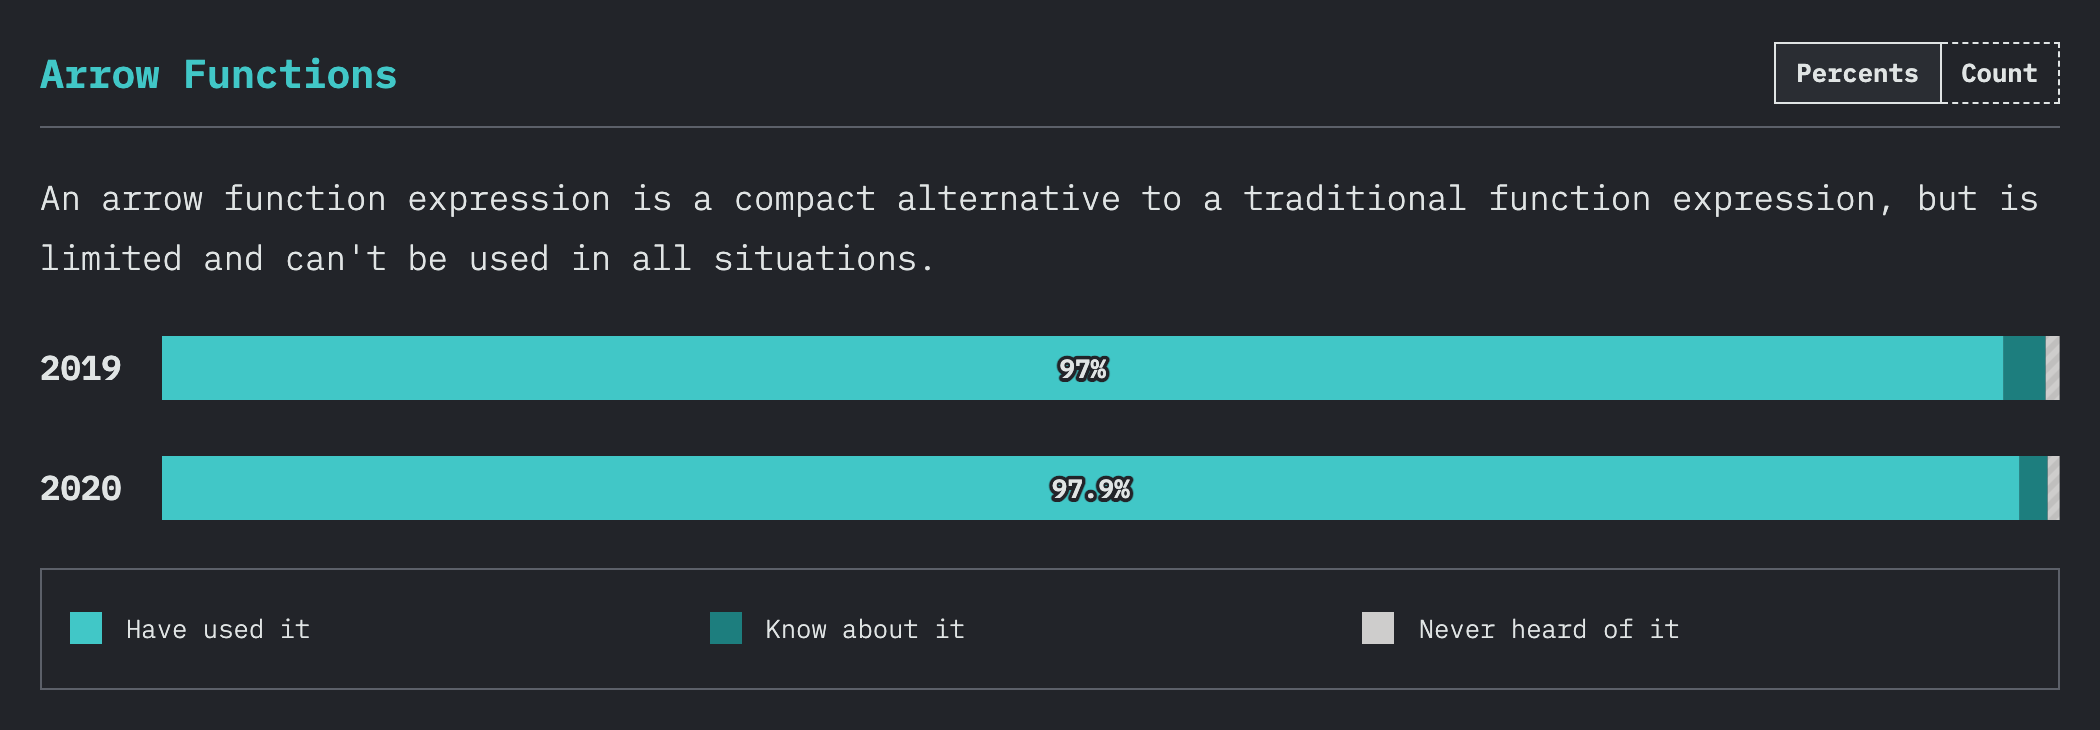 Arrow Functions
Percents
Count
An arrow function expression is a compact alternative to a traditional function expression, but is
limited and can't be used in all situations.
2019
97%
2020
97.9%
Have used it
Know about it
Never heard of it